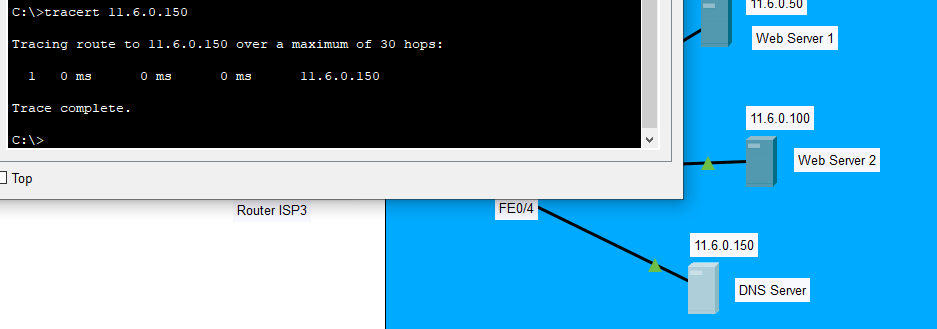 C:\>tracert 11.6.0.150
Tracing route to 11.6.0.150 over a maximum of 30 hops:
1 0 ms 0 ms 0 ms 11.6.0.150
Trace complete.
C:\>
Top
11.6.0.50
Web Server 1
11.6.0.100
Web Server 2
Router ISP3
FE0/4
11.6.0.150
DNS Server